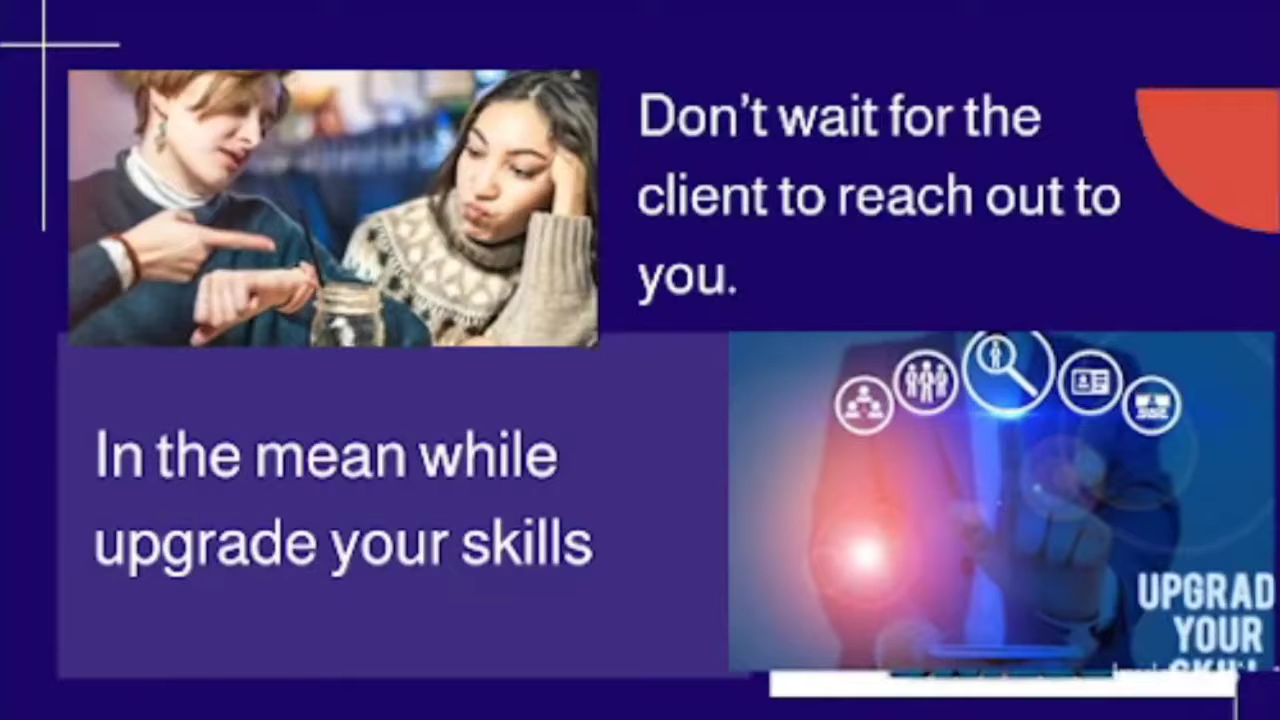 Don't wait for the
client to reach out to
you.
In the mean while
upgrade your skills
UPGRAD
YOUR